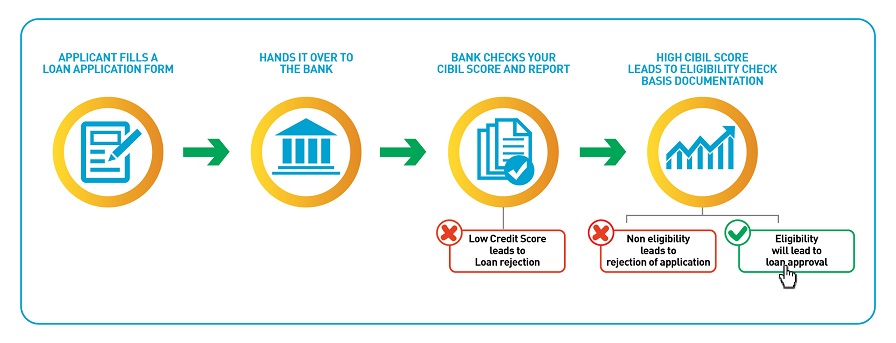 APPLICANT FILLS A
LOAN APPLICATION FORM
HANDS IT OVER TO
THE BANK
BANK CHECKS YOUR
CIBIL SCORE AND REPORT
HIGH CIBIL SCORE
LEADS TO ELIGIBILITY CHECK
BASIS DOCUMENTATION
Low Credit Score
leads to
Loan rejection
Non eligibility
leads to
rejection of application
Eligibility
will lead to
loan approval